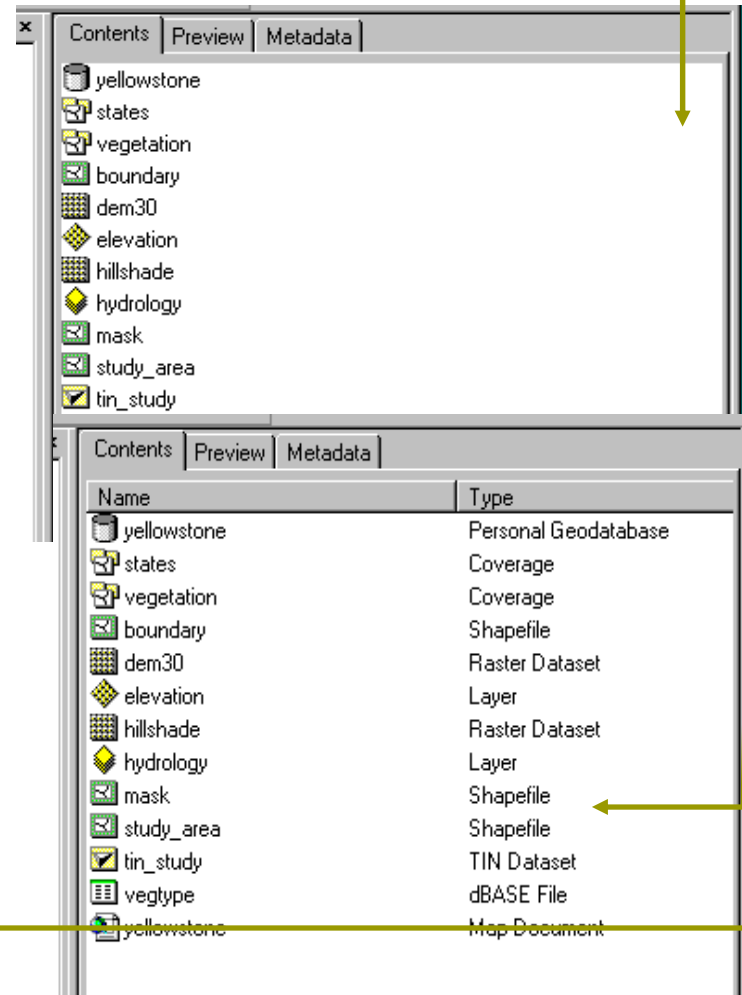 Contents Preview Metadata
yellowstone
states
vegetation
boundary
dem30
elevation
hillshade
hydrology
mask
study_area
tin_study
Contents Preview Metadata
Name Type
yellowstone Personal Geodatabase
states Coverage
vegetation Coverage
boundary Shapefile
dem30 Raster Dataset
elevation Layer
hillshade Raster Dataset
hydrology Layer
mask Shapefile
study_area Shapefile
tin_study TIN Dataset
vegtype dBASE File
yellowstone Map Document